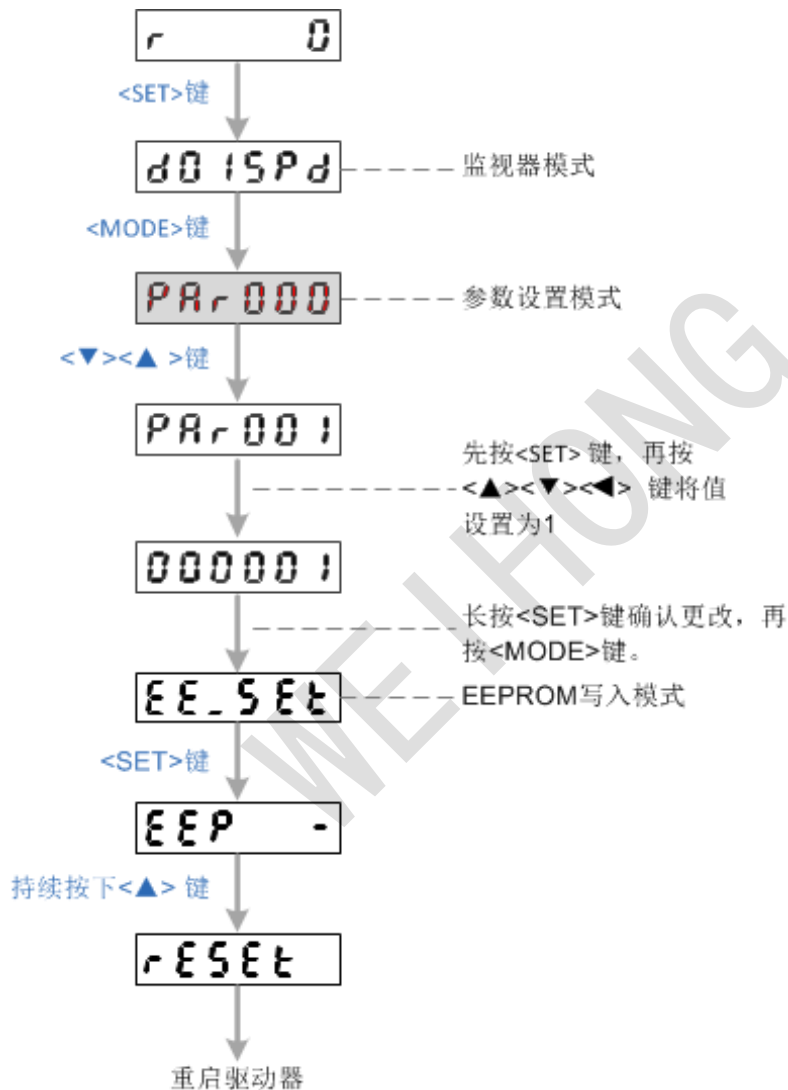 r 0
<SET>键
d01SPd
监视器模式
<MODE>键
PAr000
参数设置模式
<▼><▲ >键
PAr001
先按<SET> 键，再按
<▲><▼><◀> 键将值
设置为1
000001
长按<SET>键确认更改，再
按<MODE>键。
EE_SEt
EEPROM写入模式
<SET>键
EEP -
持续按下<▲> 键
rESEt
重启驱动器
WEIHONG